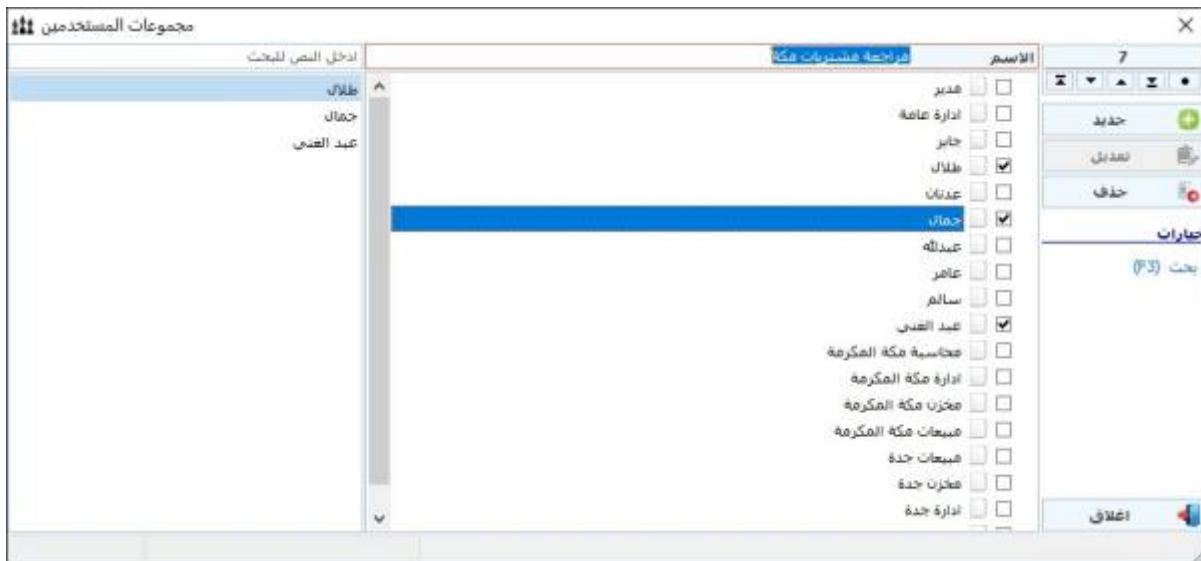 مجموعات المستخدمين
7
جديد
تعديل
حذف
خيارات
بحث (F3)
اغلاق
الاسم
مراجعة مشتريات مكة
مدير
ادارة عامة
جابر
طلال
عدنان
جمال
عبدالله
عامر
سالم
عبد الغني
محاسبة مكة المكرمة
ادارة مكة المكرمة
مخزن مكة المكرمة
مبيعات مكة المكرمة
مبيعات جدة
مخزن جدة
ادارة جدة
ادخل النص للبحث
طلال
جمال
عبد الغني